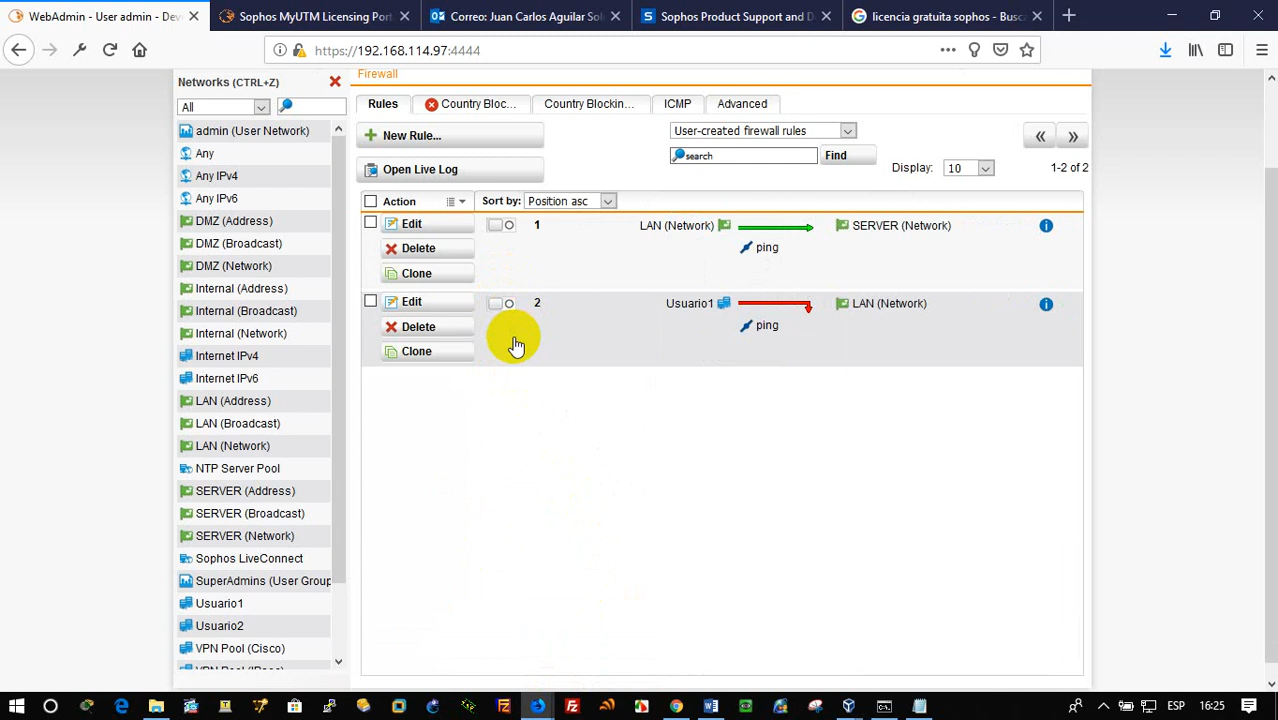 WebAdmin - User admin - Dev
Sophos MyUTM Licensing Port
Correo: Juan Carlos Aguilar Sol
Sophos Product Support and D
licencia gratuita sophos - Busc
https://192.168.114.97:4444
Networks (CTRL+Z)
All
admin (User Network)
Any
Any IPv4
Any IPv6
DMZ (Address)
DMZ (Broadcast)
DMZ (Network)
Internal (Address)
Internal (Broadcast)
Internal (Network)
Internet IPv4
Internet IPv6
LAN (Address)
LAN (Broadcast)
LAN (Network)
NTP Server Pool
SERVER (Address)
SERVER (Broadcast)
SERVER (Network)
Sophos LiveConnect
SuperAdmins (User Group
Usuario1
Usuario2
VPN Pool (Cisco)
VPN Pool (IPsec)
Firewall
Rules
Country Bloc...
Country Blockin...
ICMP
Advanced
New Rule...
User-created firewall rules
search
Find
Open Live Log
Display: 10
1-2 of 2
Action
Sort by: Position asc
Edit
1
LAN (Network)
SERVER (Network)
Delete
ping
Clone
Edit
2
Usuario1
LAN (Network)
Delete
ping
Clone
ESP
16:25